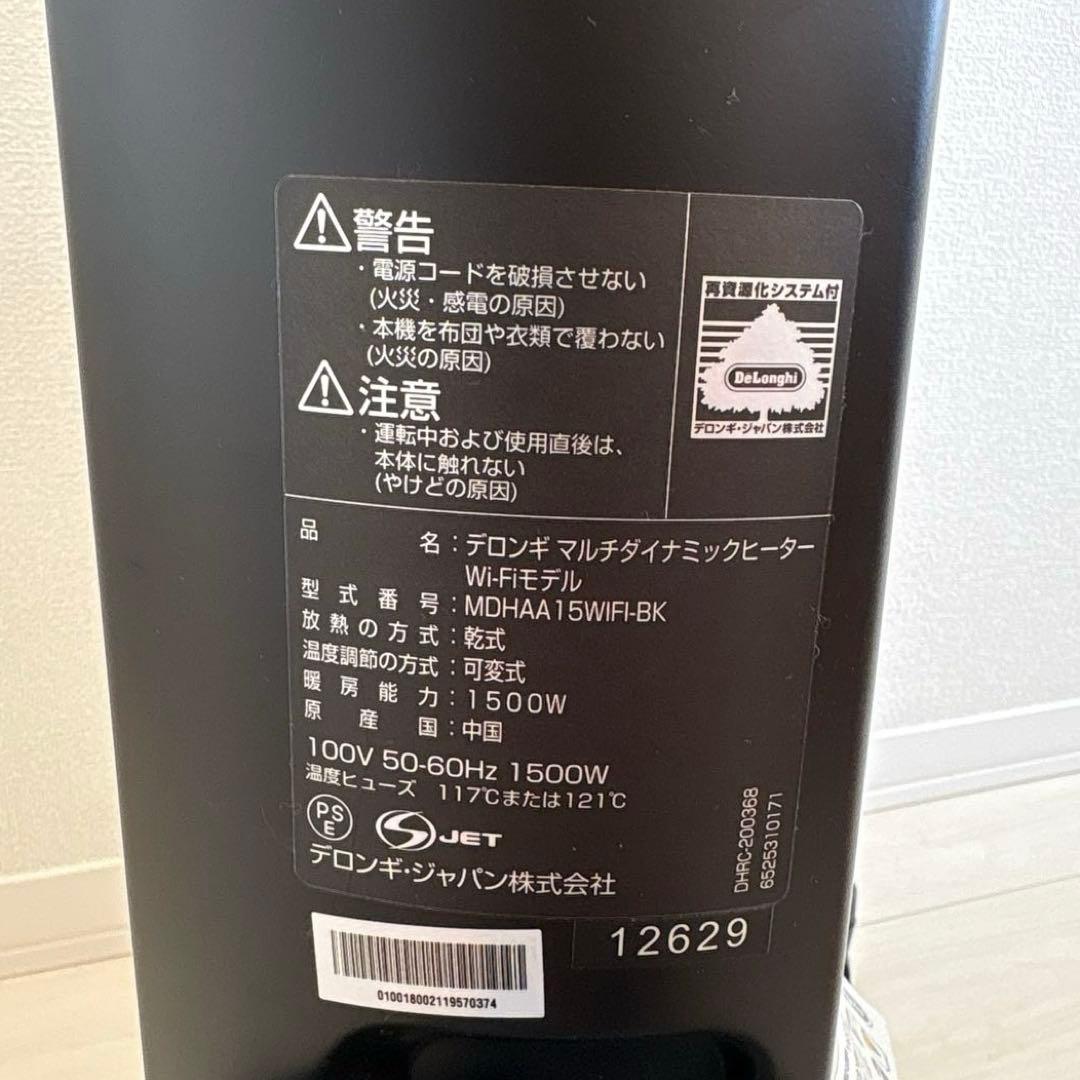 警告
・電源コードを破損させない
(火災・感電の原因)
・本機を布団や衣類で覆わない
(火災の原因)
注意
・運転中および使用直後は、
本体に触れない
(やけどの原因)
再資源化システム付
DeLonghi
デロンギ・ジャパン株式会社
品名：デロンギ マルチダイナミックヒーター
Wi-Fiモデル
型式番号：MDHAA15WIFI-BK
放熱の方式：乾式
温度調節の方式：可変式
暖房能力：1500W
原産国：中国
100V 50-60Hz 1500W
温度ヒューズ 117℃または121℃
PS
E
JET
デロンギ・ジャパン株式会社
DHRC-200368
6525310171
12629
010018002119570374